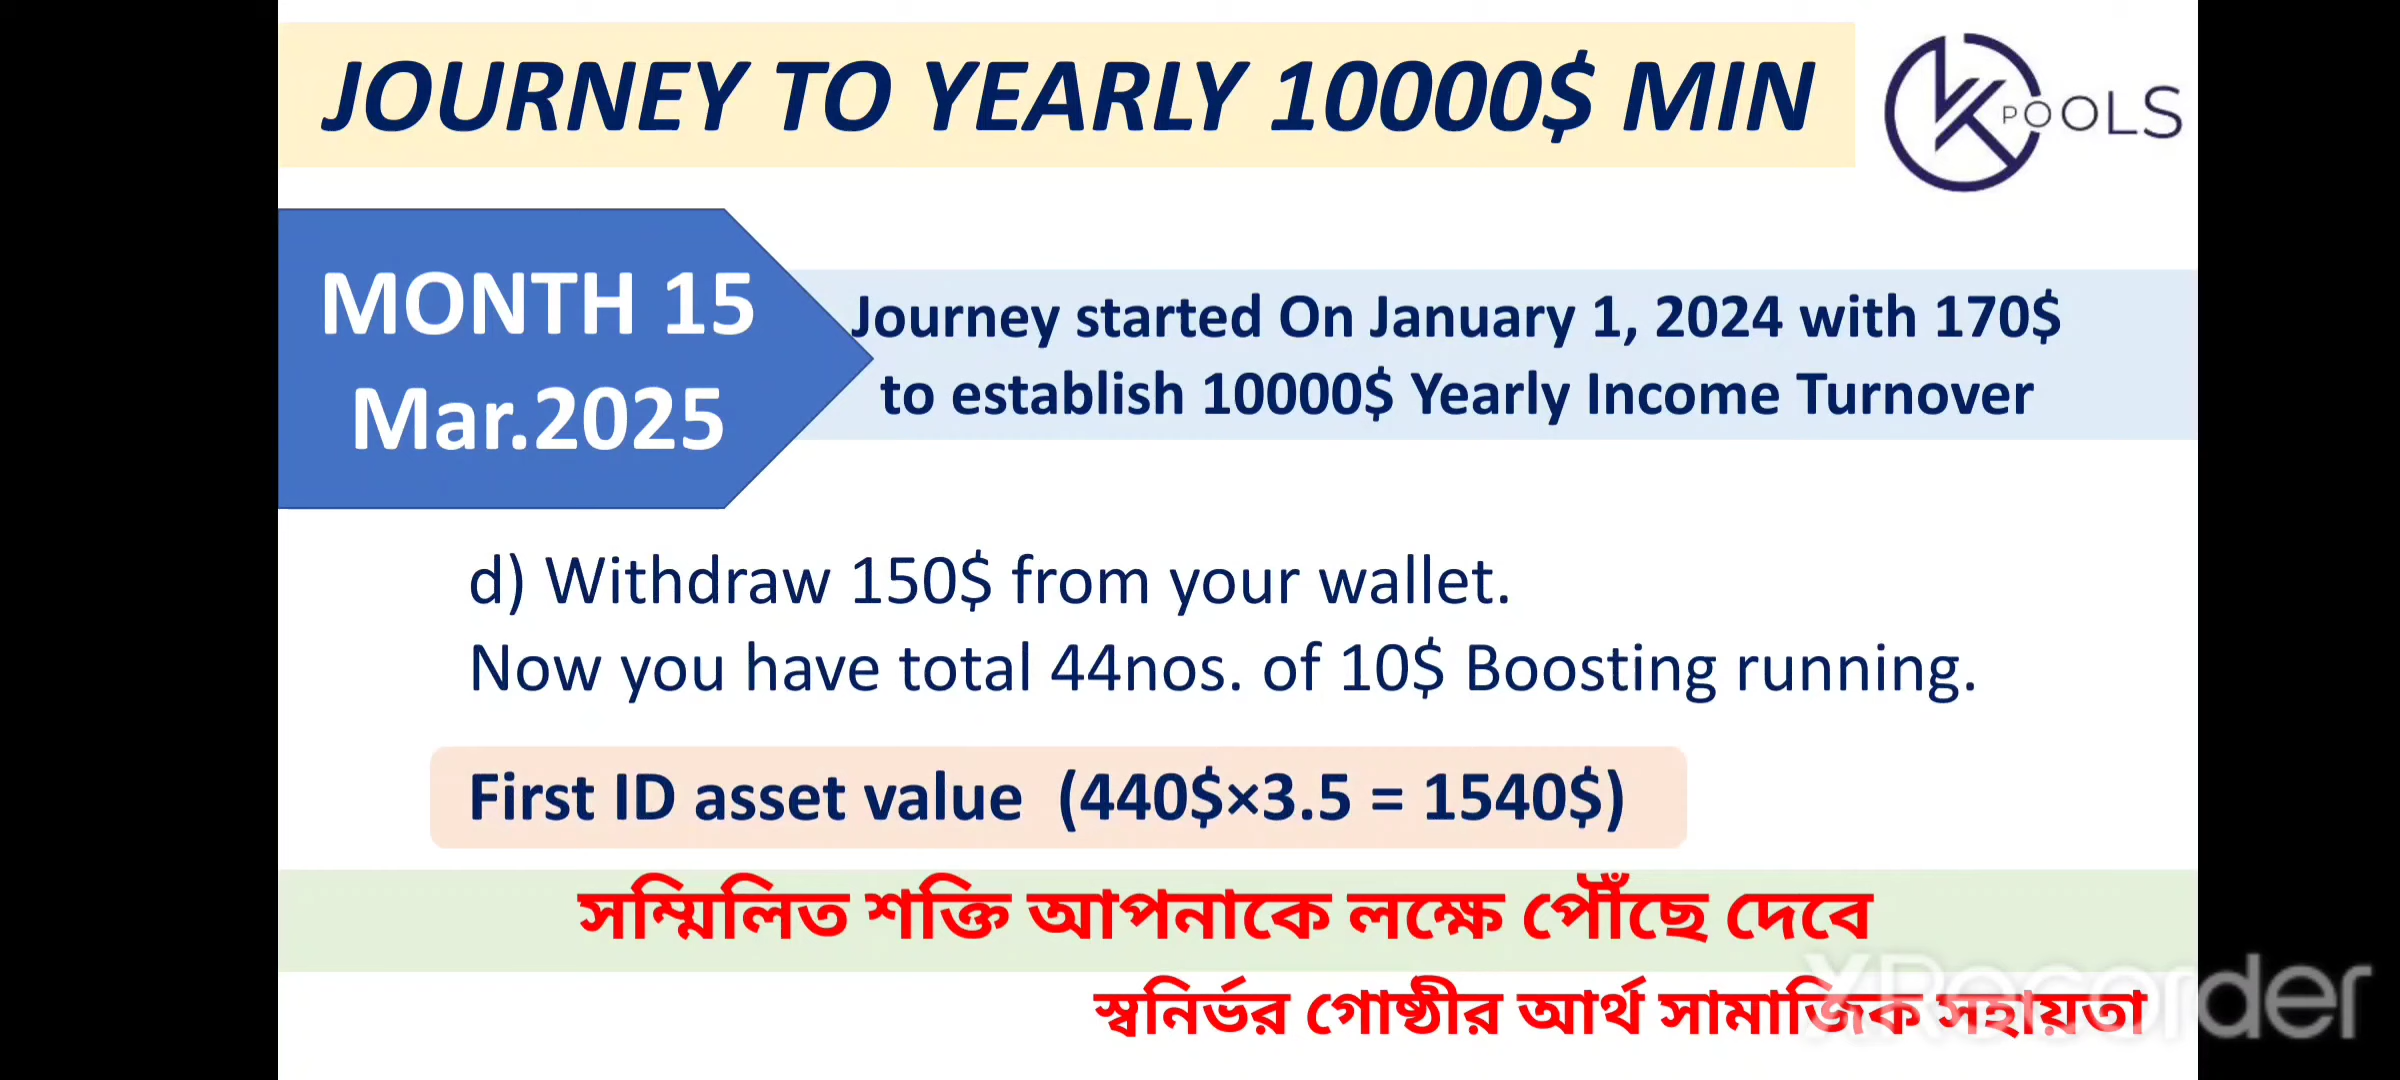 JOURNEY TO YEARLY 10000$ MIN
K POOLS
MONTH 15
Mar.2025
Journey started On January 1, 2024 with 170$
to establish 10000$ Yearly Income Turnover
d) Withdraw 150$ from your wallet.
Now you have total 44nos. of 10$ Boosting running.
First ID asset value (440$×3.5 = 1540$)
সম্মিলিত শক্তি আপনাকে লক্ষে পৌঁছে দেবে
স্বনির্ভর গোষ্ঠীর আর্থ সামাজিক সহায়তা
XRecorder